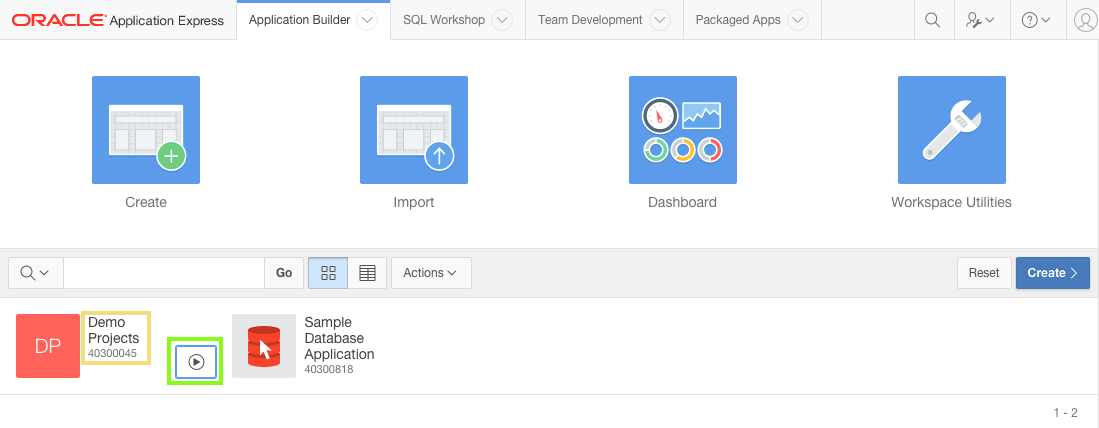 ORACLE Application Express Application Builder SQL Workshop Team Development Packaged Apps
Create Import Dashboard Workspace Utilities
Go Actions Reset Create
DP
Demo
Projects
40300045
Sample
Database
Application
40300818
1 - 2